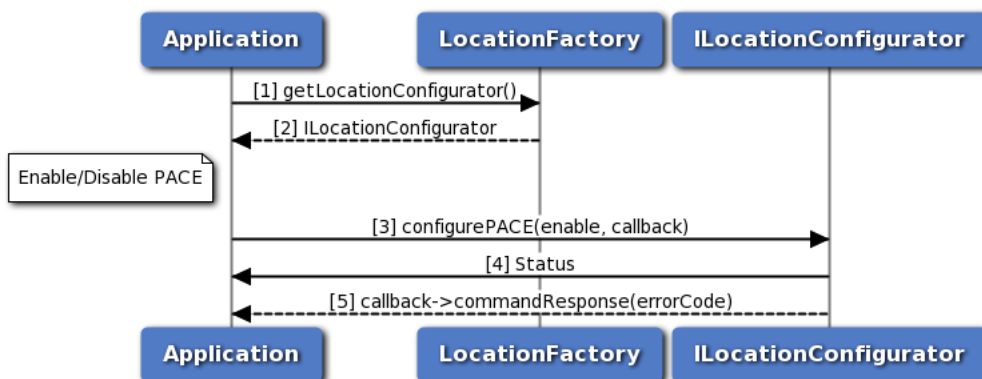 Application LocationFactory ILocationConfigurator
[1] getLocationConfigurator()
[2] ILocationConfigurator
Enable/Disable PACE
[3] configurePACE(enable, callback)
[4] Status
[5] callback->commandResponse(errorCode)
Application LocationFactory ILocationConfigurator